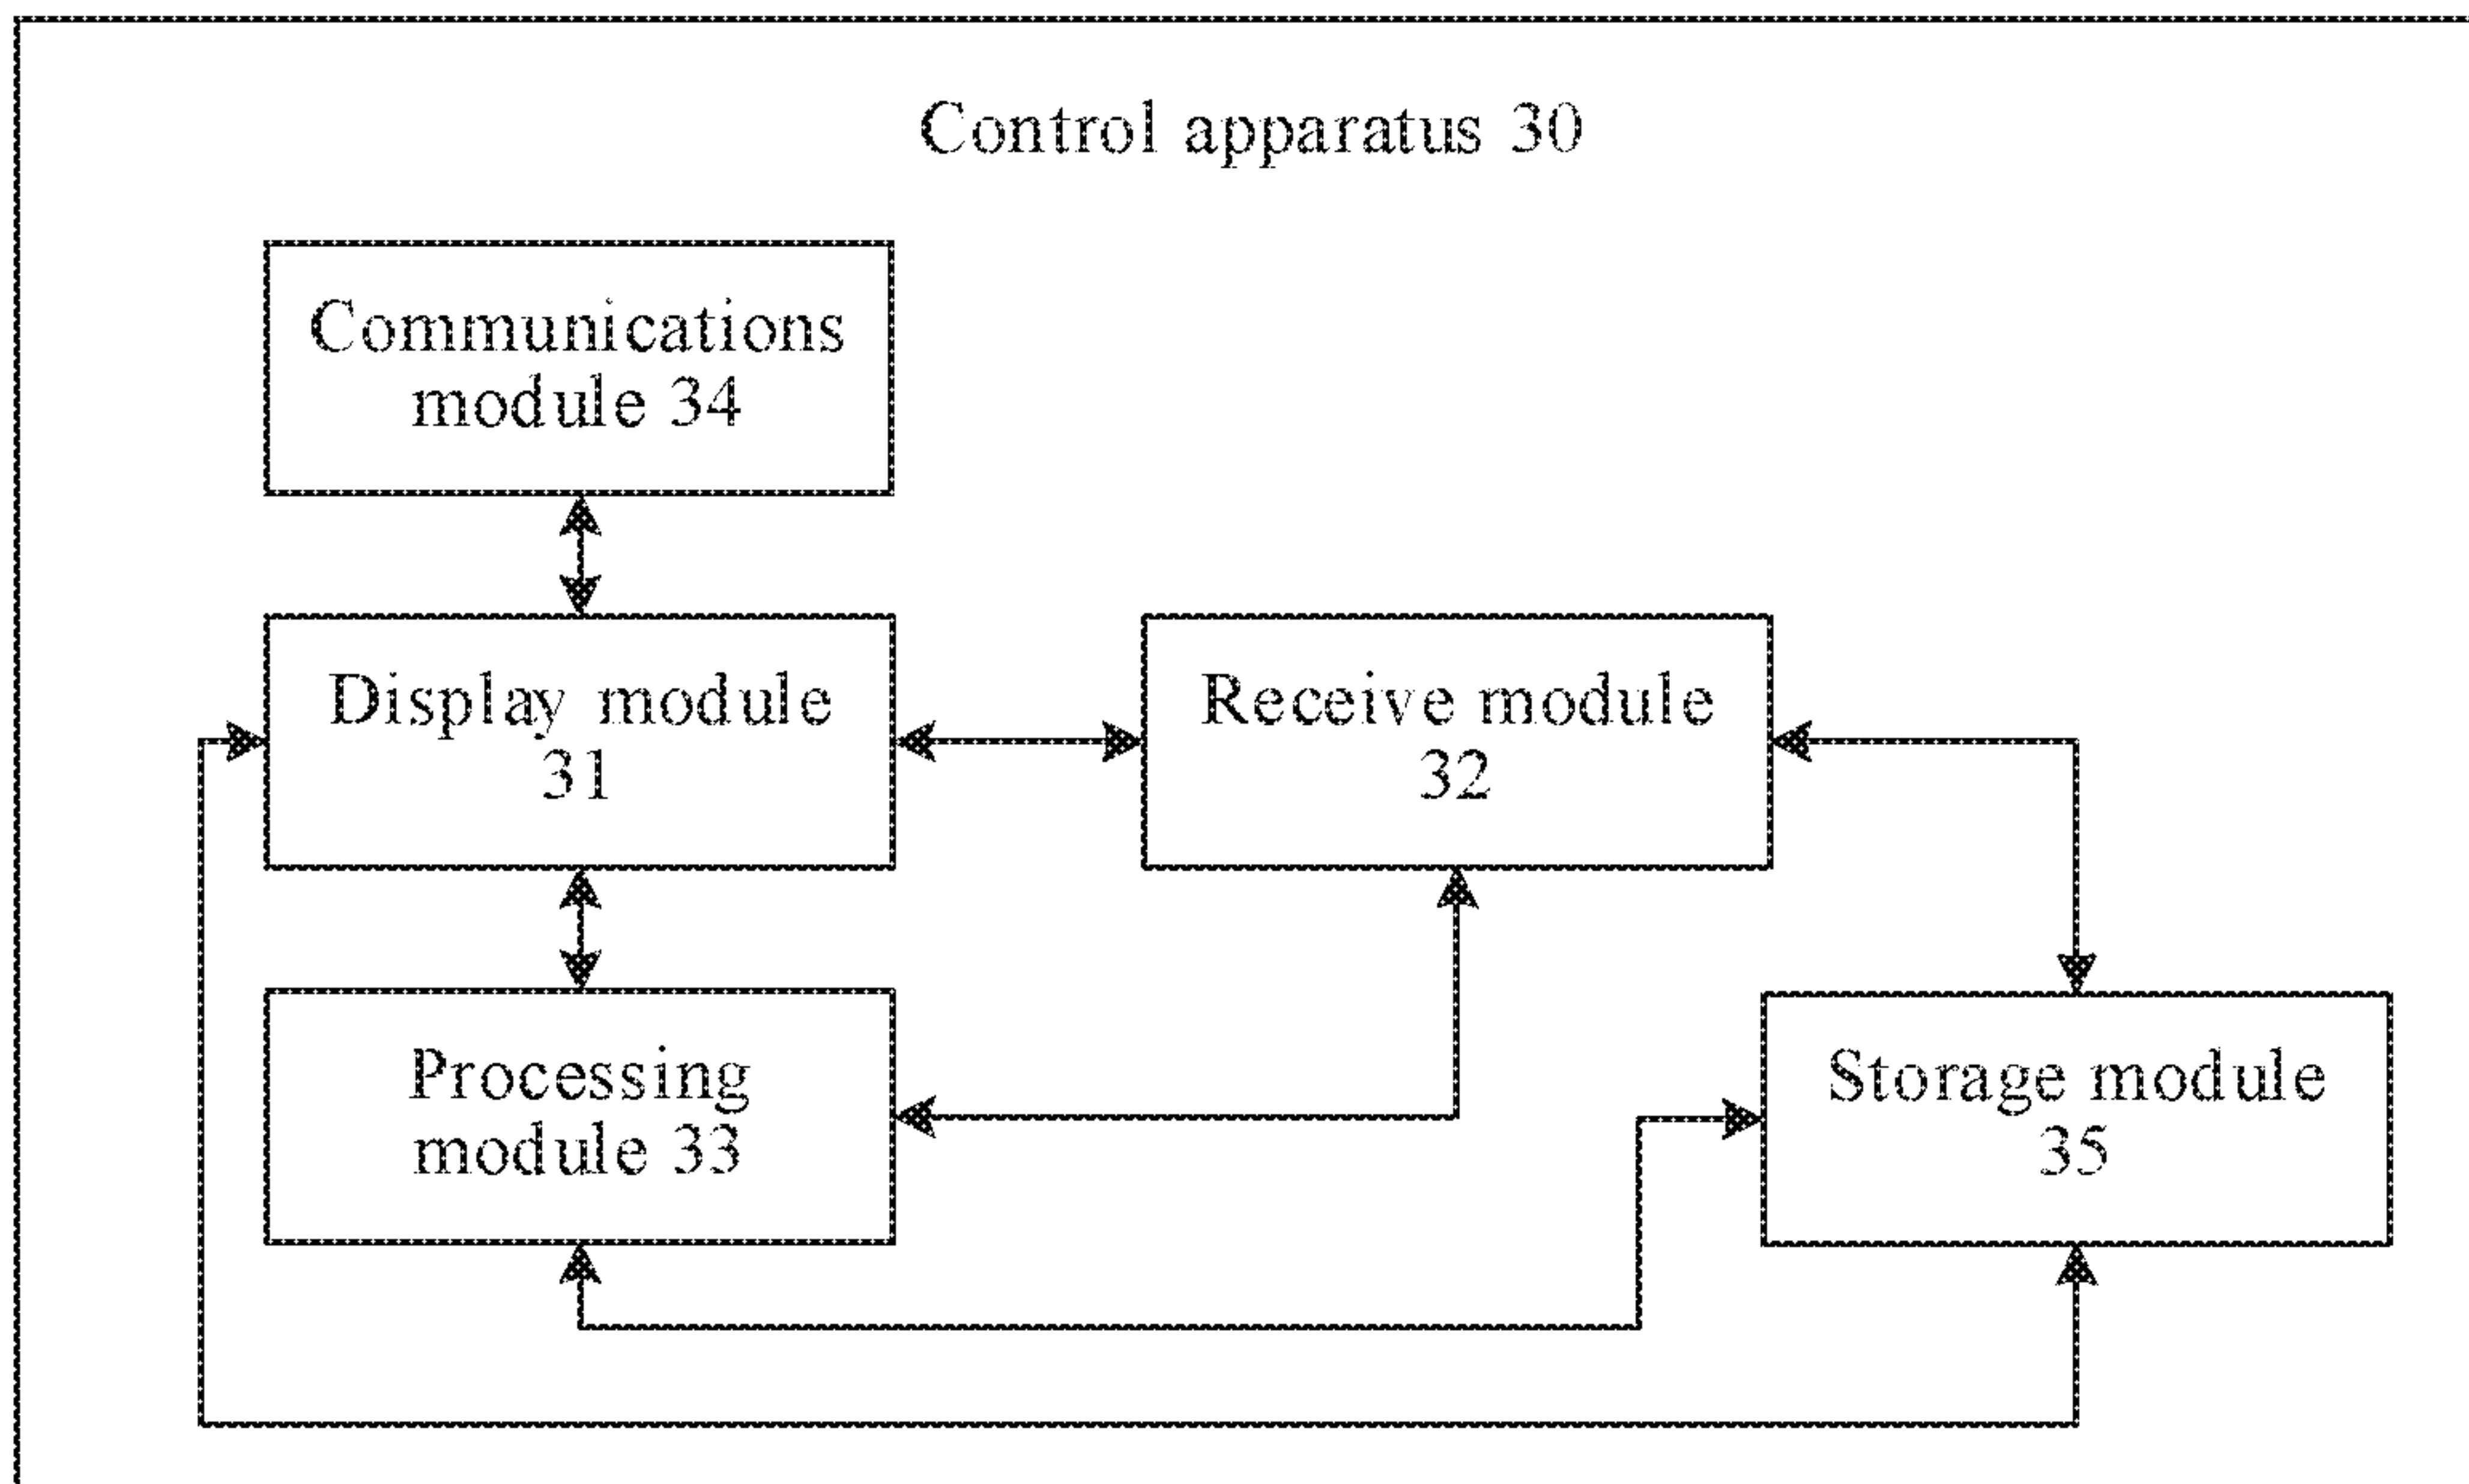 Control apparatus 30
Communications
module 34
Display module
31
Receive module
32
Processing
module 33
Storage module
35